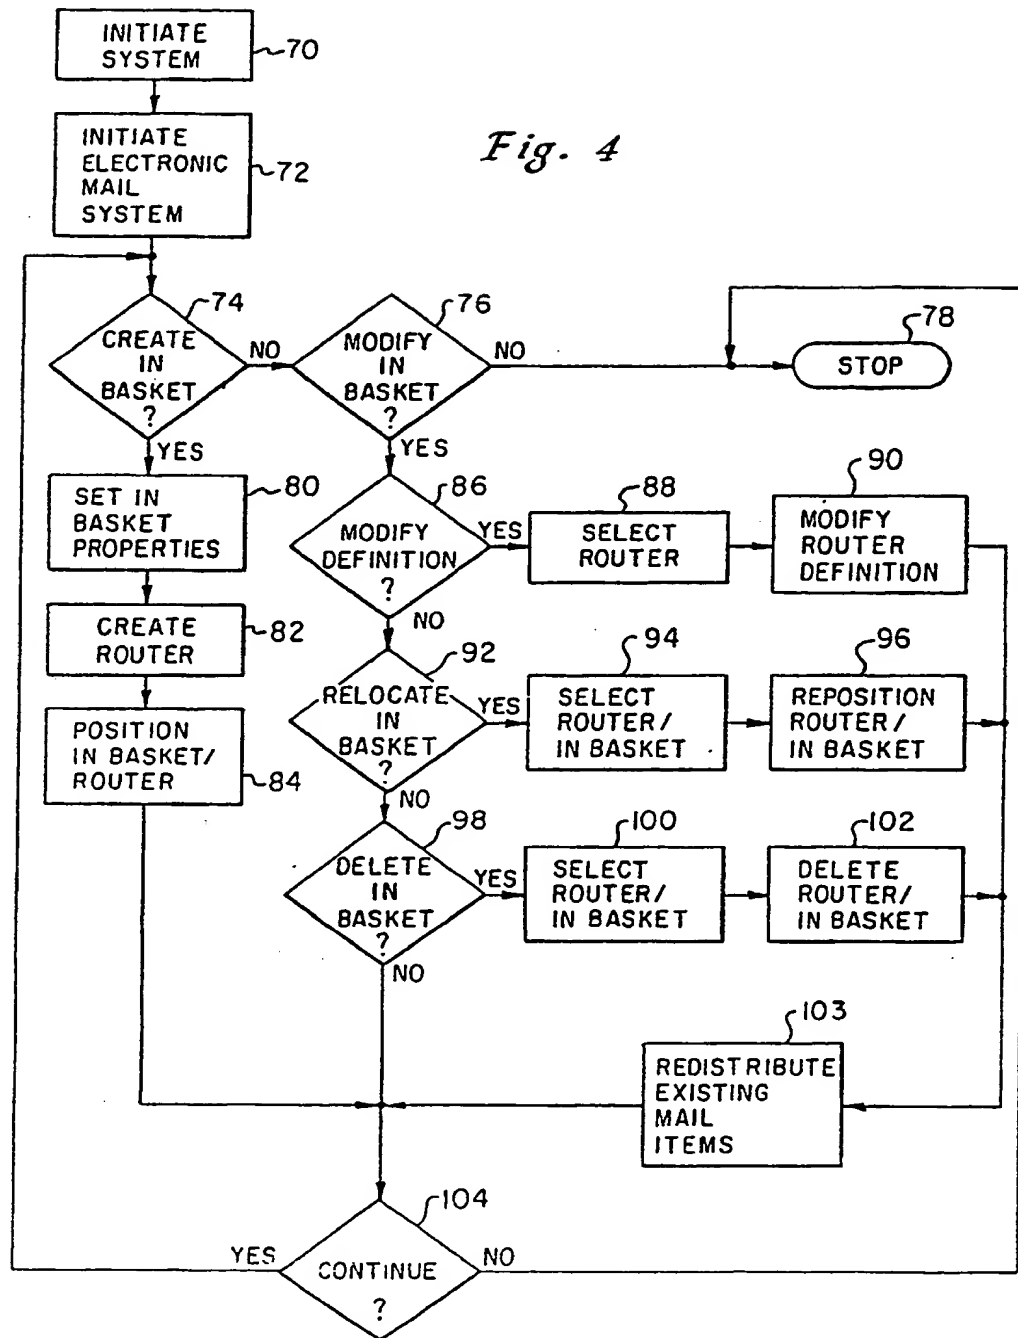 INITIATE
SYSTEM
70
INITIATE
ELECTRONIC
MAIL
SYSTEM
72
Fig. 4
74
CREATE
IN
BASKET
?
NO
YES
76
MODIFY
IN
BASKET
?
NO
YES
78
STOP
80
SET IN
BASKET
PROPERTIES
82
CREATE
ROUTER
POSITION
IN BASKET/
ROUTER
84
86
MODIFY
DEFINITION
?
YES
NO
88
SELECT
ROUTER
90
MODIFY
ROUTER
DEFINITION
92
RELOCATE
IN
BASKET
?
YES
NO
94
SELECT
ROUTER/
IN BASKET
96
REPOSITION
ROUTER/
IN BASKET
98
DELETE
IN
BASKET
?
YES
NO
100
SELECT
ROUTER/
IN BASKET
102
DELETE
ROUTER/
IN BASKET
103
REDISTRIBUTE
EXISTING
MAIL
ITEMS
104
CONTINUE
?
YES
NO